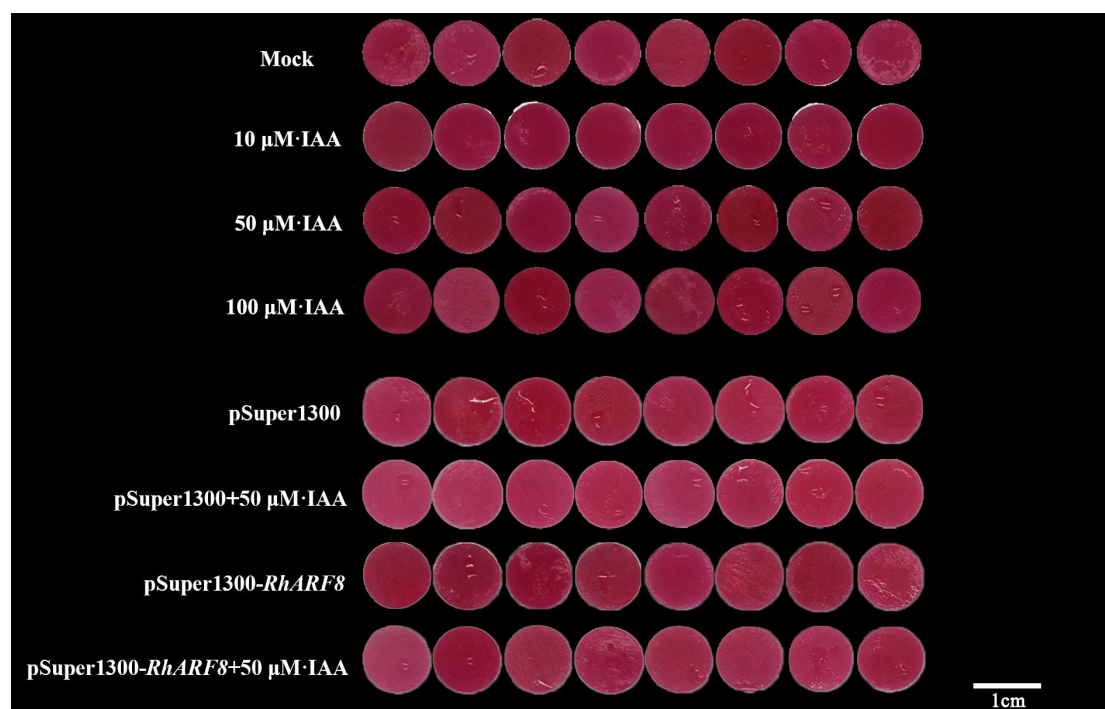 Mock
10 μM·IAA
50 μM·IAA
100 μM·IAA
pSuper1300
pSuper1300+50 μM·IAA
pSuper1300-RhARF8
pSuper1300-RhARF8+50 μM·IAA
1cm